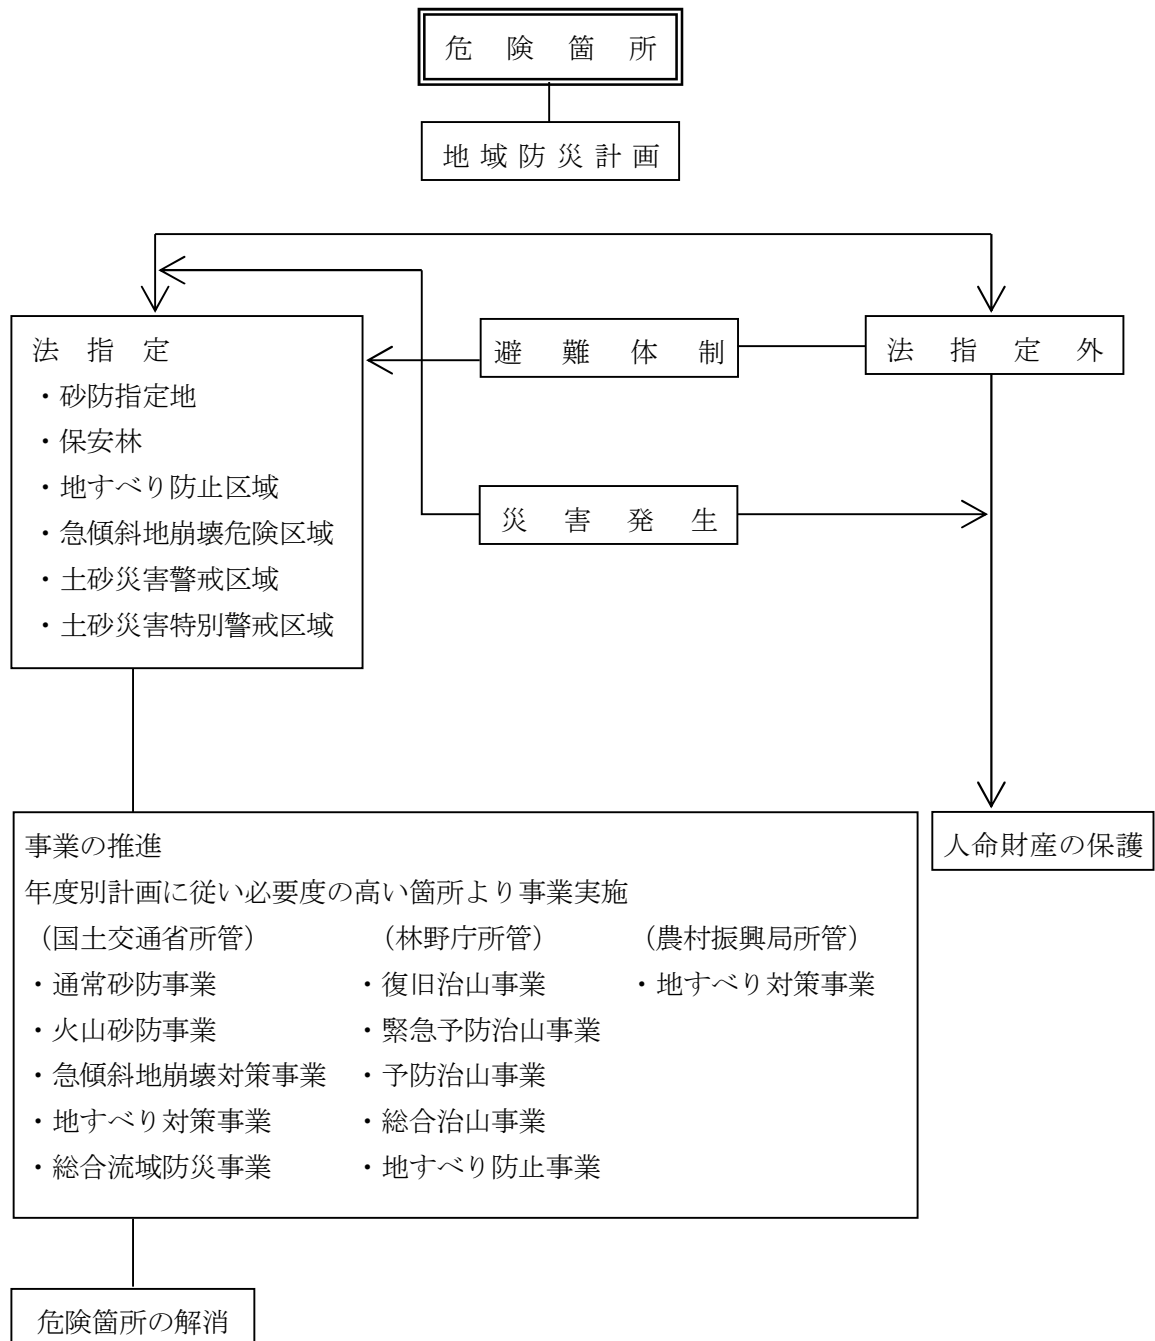 危険箇所
地域防災計画
法指定
・砂防指定地
・保安林
・地すべり防止区域
・急傾斜地崩壊危険区域
・土砂災害警戒区域
・土砂災害特別警戒区域
避難体制
法指定外
災害発生
事業の推進
年度別計画に従い必要度の高い箇所より事業実施
（国土交通省所管）　（林野庁所管）　（農村振興局所管）
・通常砂防事業　・復旧治山事業　・地すべり対策事業
・火山砂防事業　・緊急予防治山事業
・急傾斜地崩壊対策事業　・予防治山事業
・地すべり対策事業　・総合治山事業
・総合流域防災事業　・地すべり防止事業
人命財産の保護
危険箇所の解消